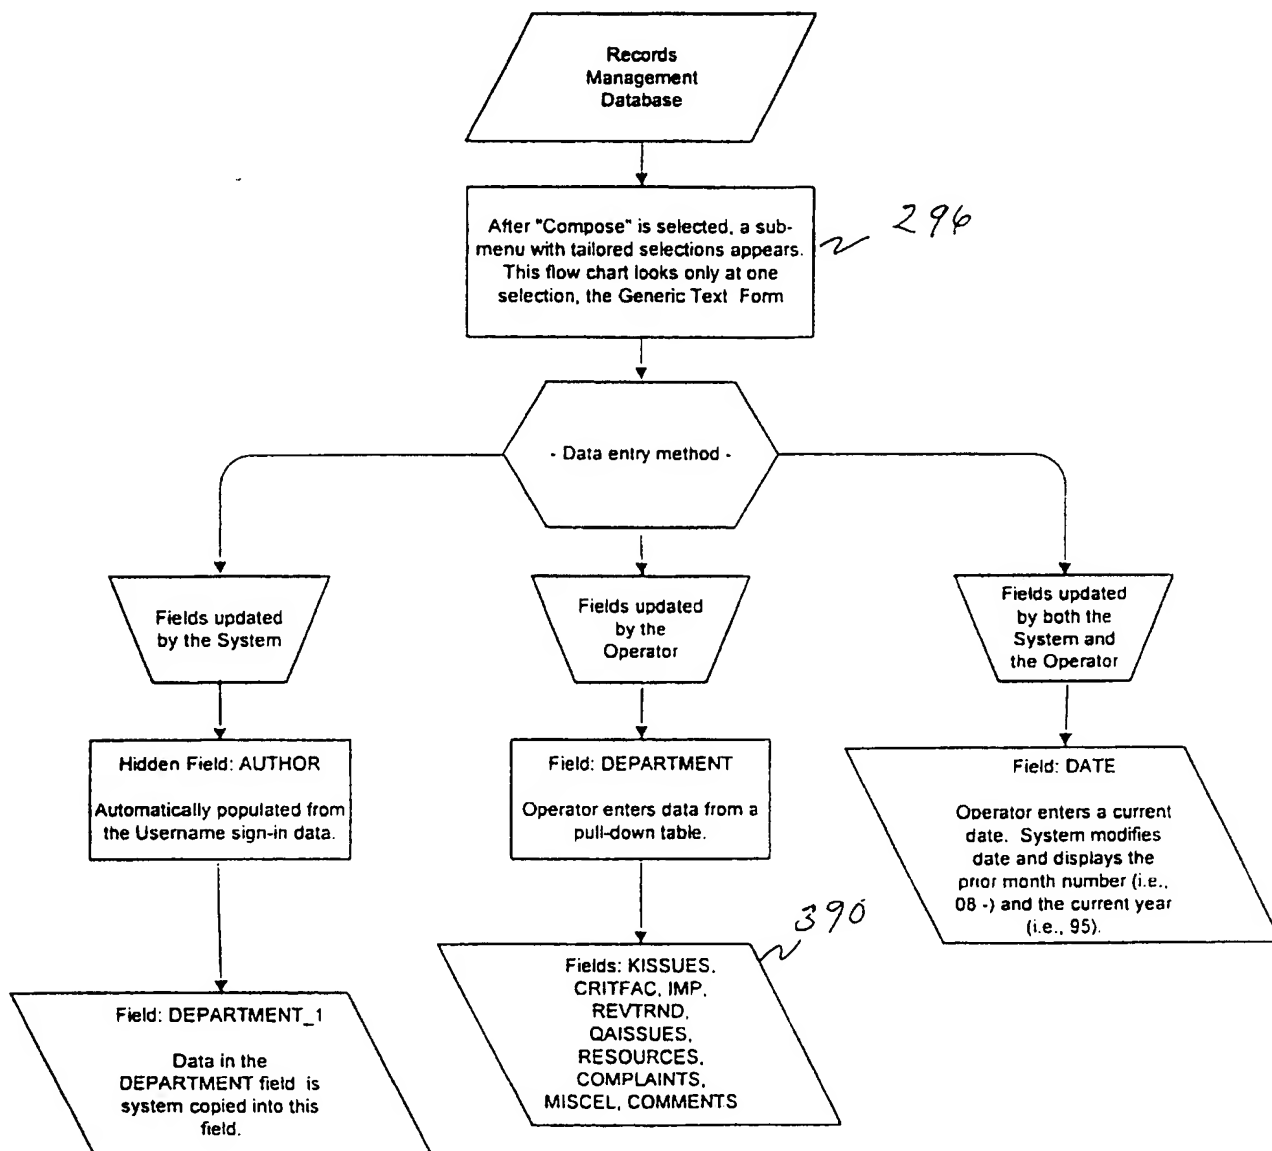 Records
Management
Database
After "Compose" is selected, a sub-
menu with tailored selections appears.
This flow chart looks only at one
selection, the Generic Text Form
296
- Data entry method -
Fields updated
by the System
Fields updated
by the
Operator
Fields updated
by both the
System and
the Operator
Hidden Field: AUTHOR
Automatically populated from
the Username sign-in data.
Field: DEPARTMENT
Operator enters data from a
pull-down table.
Field: DATE
Operator enters a current
date. System modifies
date and displays the
prior month number (i.e.,
08 -) and the current year
(i.e., 95).
390
Field: DEPARTMENT_1
Data in the
DEPARTMENT field is
system copied into this
field.
Fields: KISSUES,
CRITFAC, IMP,
REVTRND,
QAISSUES,
RESOURCES,
COMPLAINTS,
MISCEL, COMMENTS